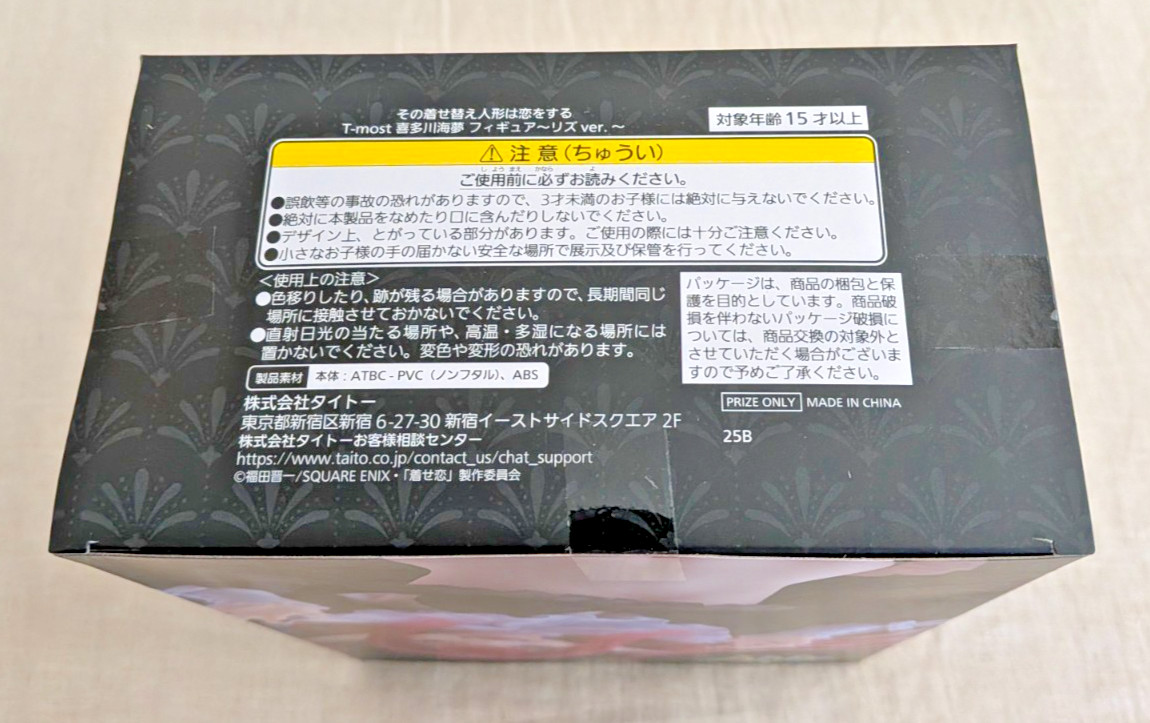 その着せ替え人形は恋をする
T-most 喜多川海夢 フィギュア〜リズ ver. 〜
対象年齢 15 才以上
⚠ 注意(ちゅうい)
ご使用前に必ずお読みください。
●誤飲等の事故の恐れがありますので、3才未満のお子様には絶対に与えないでください。
●絶対に本製品をなめたり口に含んだりしないでください。
●デザイン上、とがっている部分があります。ご使用の際には十分ご注意ください。
●小さなお子様の手の届かない安全な場所で展示及び保管を行ってください。
<使用上の注意>
●色移りしたり、跡が残る場合がありますので、長期間同じ
場所に接触させておかないでください。
●直射日光の当たる場所や、高温・多湿になる場所には
置かないでください。変色や変形の恐れがあります。
製品素材 本体:ATBC-PVC(ノンフタル)、ABS
株式会社タイトー
東京都新宿区新宿 6-27-30 新宿イーストサイドスクエア 2F
株式会社タイトーお客様相談センター
https://www.taito.co.jp/contact_us/chat_support
©福田晋一/SQUARE ENIX・「着せ恋」製作委員会
パッケージは、商品の梱包と保
護を目的としています。商品破
損を伴わないパッケージ破損に
ついては、商品交換の対象外と
させていただく場合がございま
すので予めご了承ください。
PRIZE ONLY MADE IN CHINA
25B